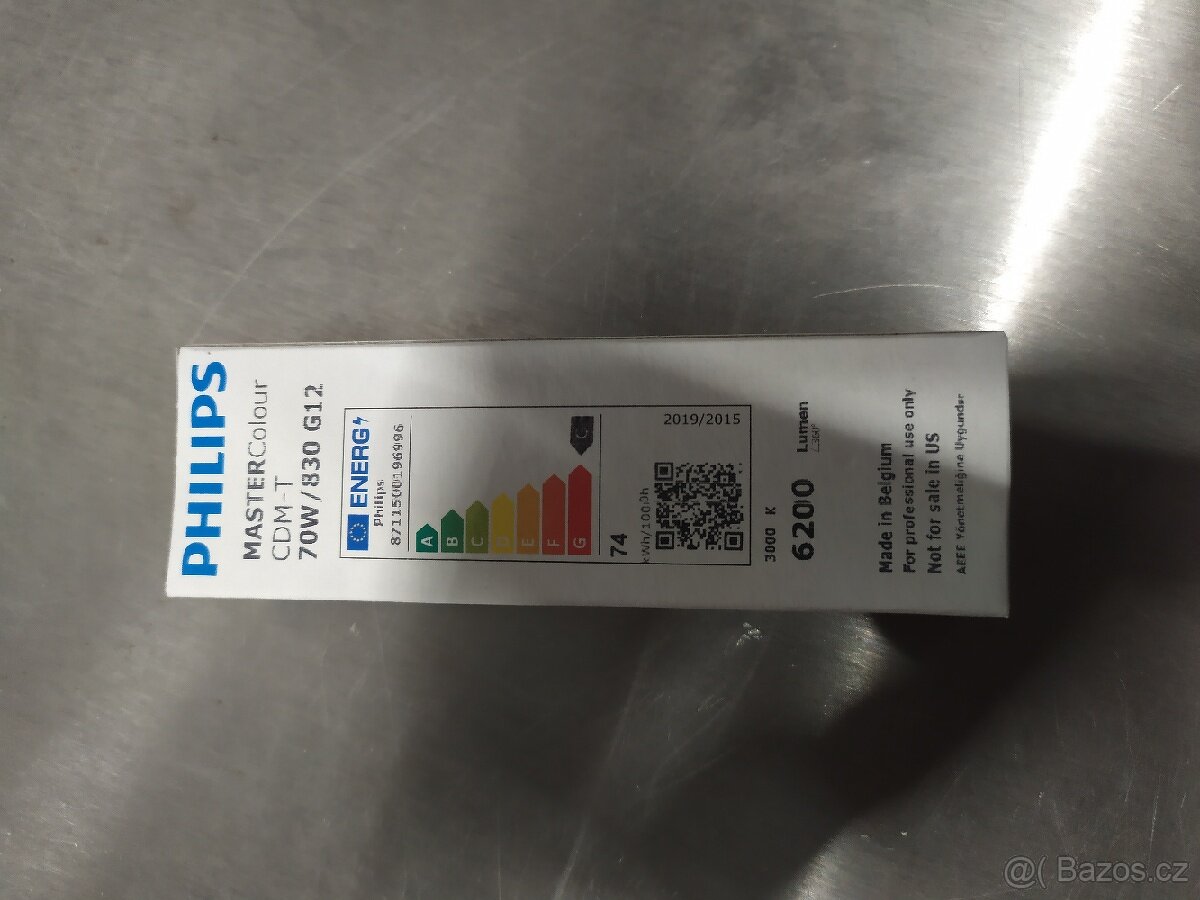 PHILIPS
MASTERColour
CDM-T
70W/830 G12
ENERG
Philips
8711500196996
A
B
C
D
E
F
G
G
74
kWh/1000h
2019/2015
3000 K
6200 Lumen
∠360°
Made in Belgium
For professional use only
Not for sale in US
AEEE Yönetmeliğine Uygundur
@( Bazos.cz